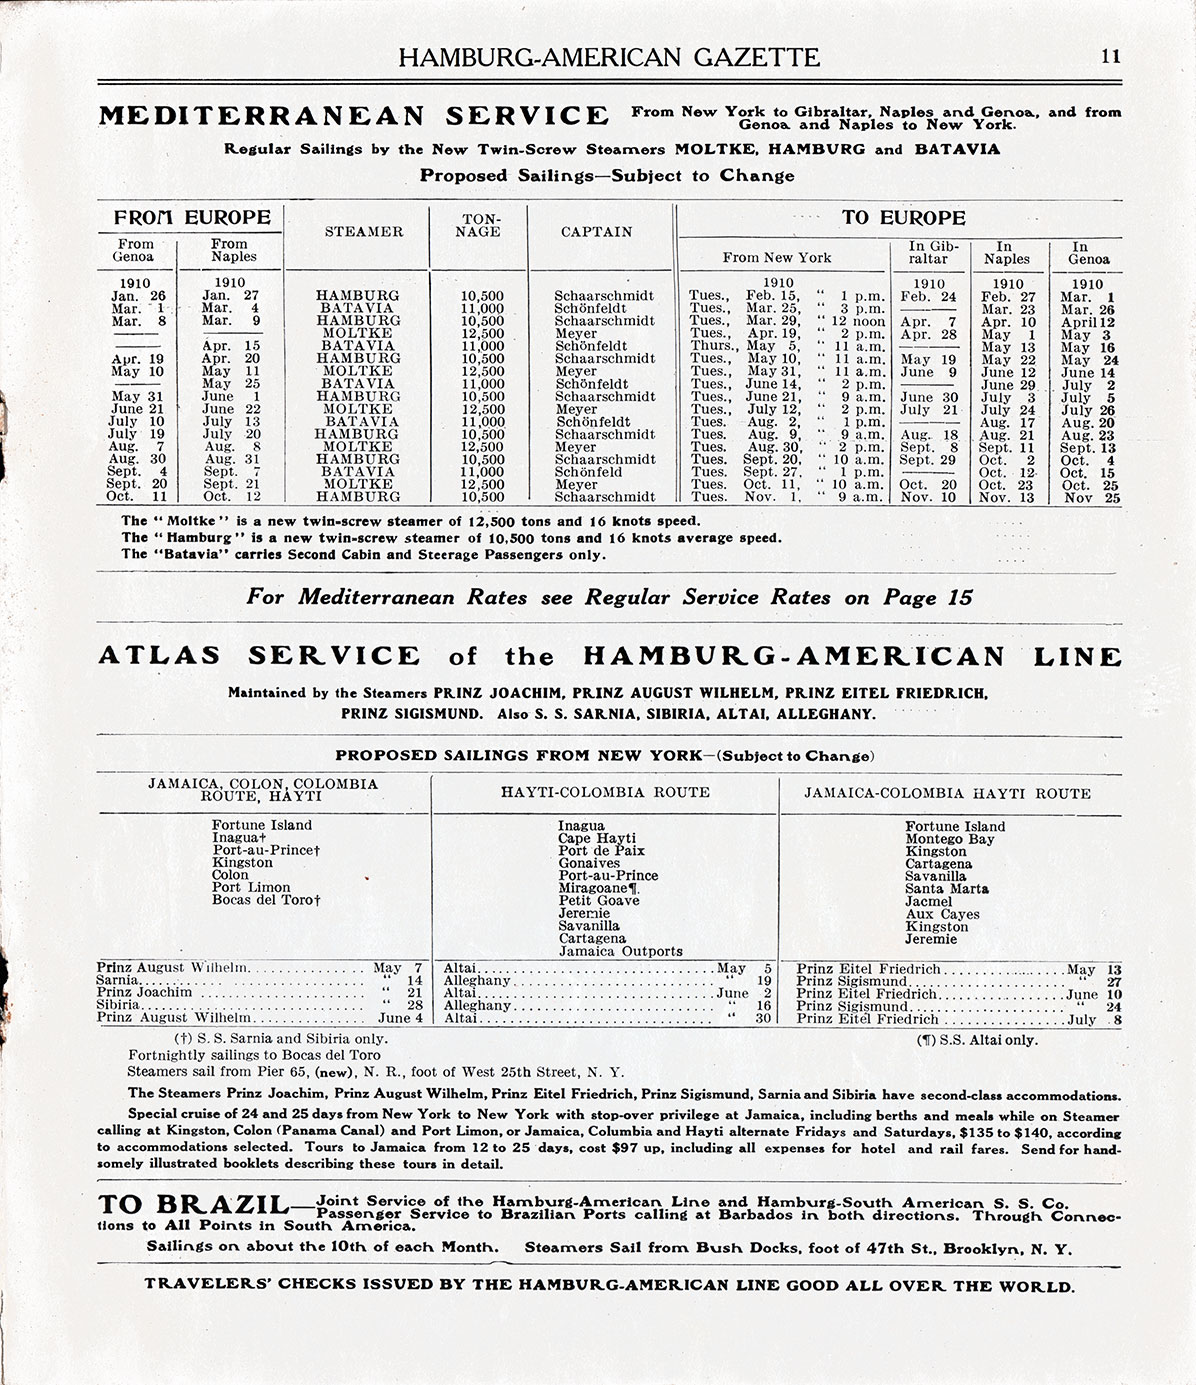 HAMBURG-AMERICAN GAZETTE 11
MEDITERRANEAN SERVICE From New York to Gibraltar, Naples and Genoa, and from
Genoa and Naples to New York.
Regular Sailings by the New Twin-Screw Steamers MOLTKE, HAMBURG and BATAVIA
Proposed Sailings—Subject to Change
FROM EUROPE STEAMER TON-NAGE CAPTAIN TO EUROPE
From Genoa From Naples From New York In Gib-raltar In Naples In Genoa
1910 1910 1910 1910 1910 1910
Jan. 26 Jan. 27 HAMBURG 10,500 Schaarschmidt Tues., Feb. 15, “ 1 p.m. Feb. 24 Feb. 27 Mar. 1
Mar. 1 Mar. 4 BATAVIA 11,000 Schönfeldt Tues., Mar. 25, “ 3 p.m. ——— Mar. 23 Mar. 26
Mar. 8 Mar. 9 HAMBURG 10,500 Schaarschmidt Tues., Mar. 29, “ 12 noon Apr. 7 Apr. 10 April 12
——— ——— MOLTKE 12,500 Meyer Tues., Apr. 19, “ 2 p.m. Apr. 28 May 1 May 3
——— Apr. 15 BATAVIA 11,000 Schönfeldt Thurs., May 5, “ 11 a.m. ——— May 13 May 16
Apr. 19 Apr. 20 HAMBURG 10,500 Schaarschmidt Tues., May 10, “ 11 a.m. May 19 May 22 May 24
May 10 May 11 MOLTKE 12,500 Meyer Tues., May 31, “ 11 a.m. June 9 June 12 June 14
——— May 25 BATAVIA 11,000 Schönfeldt Tues., June 14, “ 2 p.m. ——— June 29 July 2
May 31 June 1 HAMBURG 10,500 Schaarschmidt Tues., June 21, “ 9 a.m. June 30 July 3 July 5
June 21 June 22 MOLTKE 12,500 Meyer Tues., July 12, “ 2 p.m. July 21 July 24 July 26
July 10 July 13 BATAVIA 11,000 Schönfeldt Tues. Aug. 2, “ 1 p.m. Aug. 17 Aug. 20
July 19 July 20 HAMBURG 10,500 Schaarschmidt Tues. Aug. 9, “ 9 a.m. Aug. 18 Aug. 21 Aug. 23
Aug. 7 Aug. 8 MOLTKE 12,500 Meyer Tues. Aug. 30, “ 2 p.m. Sept. 8 Sept. 11 Sept. 13
Aug. 30 Aug. 31 HAMBURG 10,500 Schaarschmidt Tues. Sept. 20, “ 10 a.m. Sept. 29 Oct. 2 Oct. 4
Sept. 4 Sept. 7 BATAVIA 11,000 Schönfeld Tues. Sept. 27, “ 1 p.m. ——— Oct. 12 Oct. 15
Sept. 20 Sept. 21 MOLTKE 12,500 Meyer Tues. Oct. 11, “ 10 a.m. Oct. 20 Oct. 23 Oct. 25
Oct. 11 Oct. 12 HAMBURG 10,500 Schaarschmidt Tues. Nov. 1, “ 9 a.m. Nov. 10 Nov. 13 Nov 25
The “Moltke” is a new twin-screw steamer of 12,500 tons and 16 knots speed.
The “Hamburg” is a new twin-screw steamer of 10,500 tons and 16 knots average speed.
The “Batavia” carries Second Cabin and Steerage Passengers only.
For Mediterranean Rates see Regular Service Rates on Page 15
ATLAS SERVICE of the HAMBURG-AMERICAN LINE
Maintained by the Steamers PRINZ JOACHIM, PRINZ AUGUST WILHELM, PRINZ EITEL FRIEDRICH,
PRINZ SIGISMUND. Also S. S. SARNIA, SIBIRIA, ALTAI, ALLEGHANY.
PROPOSED SAILINGS FROM NEW YORK—(Subject to Change)
JAMAICA, COLON, COLOMBIA
ROUTE, HAYTI
Fortune Island
Inagua†
Port-au-Prince†
Kingston
Colon
Port Limon
Bocas del Toro†
Prinz August Wilhelm. May 7
Sarnia. “ 14
Prinz Joachim “ 21
Sibiria. “ 28
Prinz August Wilhelm. June 4
HAYTI-COLOMBIA ROUTE
Inagua
Cape Hayti
Port de Paix
Gonaives
Port-au-Prince
Miragoane¶.
Petit Goave
Jeremie
Savanilla
Cartagena
Jamaica Outports
Altai. May 5
Alleghany. “ 19
Altai. June 2
Alleghany. “ 16
Altai. “ 30
JAMAICA-COLOMBIA HAYTI ROUTE
Fortune Island
Montego Bay
Kingston
Cartagena
Savanilla
Santa Marta
Jacmel
Aux Cayes
Kingston
Jeremie
Prinz Eitel Friedrich. May 13
Prinz Sigismund. “ 27
Prinz Eitel Friedrich. June 10
Prinz Sigismund. “ 24
Prinz Eitel Friedrich. July 8
(†) S. S. Sarnia and Sibiria only. (¶) S.S. Altai only.
Fortnightly sailings to Bocas del Toro
Steamers sail from Pier 65, (new), N. R., foot of West 25th Street, N. Y.
The Steamers Prinz Joachim, Prinz August Wilhelm, Prinz Eitel Friedrich, Prinz Sigismund, Sarnia and Sibiria have second-class accommodations.
Special cruise of 24 and 25 days from New York to New York with stop-over privilege at Jamaica, including berths and meals while on Steamer
calling at Kingston, Colon (Panama Canal) and Port Limon, or Jamaica, Columbia and Hayti alternate Fridays and Saturdays, $135 to $140, according
to accommodations selected. Tours to Jamaica from 12 to 25 days, cost $97 up, including all expenses for hotel and rail fares. Send for hand-
somely illustrated booklets describing these tours in detail.
TO BRAZIL—Joint Service of the Hamburg-American Line and Hamburg-South American S. S. Co.
Passenger Service to Brazilian Ports calling at Barbados in both directions. Through Connec-
tions to All Points in South America.
Sailings on about the 10th of each Month. Steamers Sail from Bush Docks, foot of 47th St., Brooklyn, N. Y.
TRAVELERS’ CHECKS ISSUED BY THE HAMBURG-AMERICAN LINE GOOD ALL OVER THE WORLD.